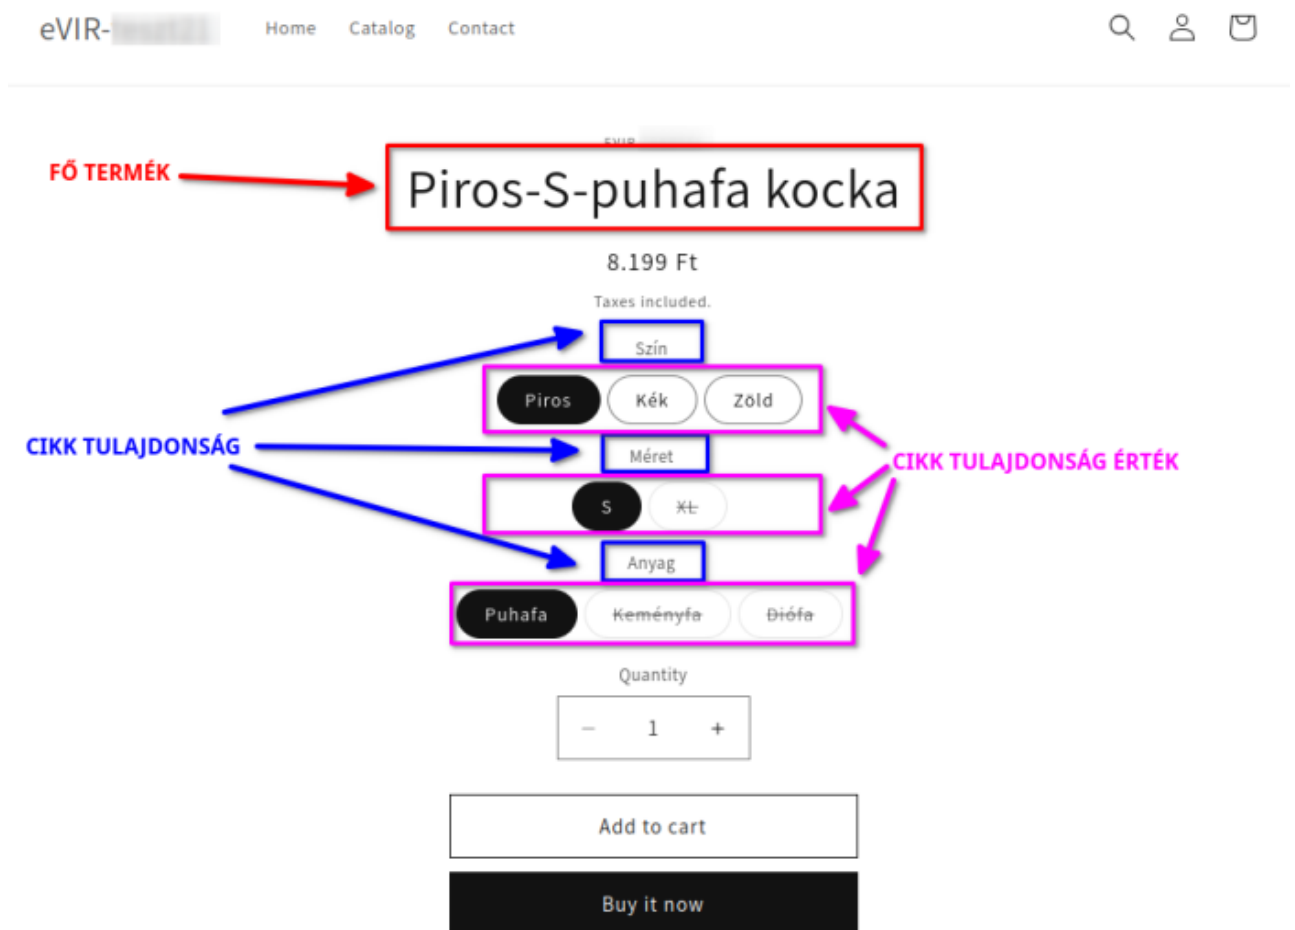 eVIR-
Home Catalog Contact
EVIR
FŐ TERMÉK
Piros-S-puhafa kocka
8.199 Ft
Taxes included.
Szín
Piros Kék Zöld
CIKK TULAJDONSÁG
Méret
CIKK TULAJDONSÁG ÉRTÉK
S XL
Anyag
Puhafa Keményfa Diófa
Quantity
− 1 +
Add to cart
Buy it now